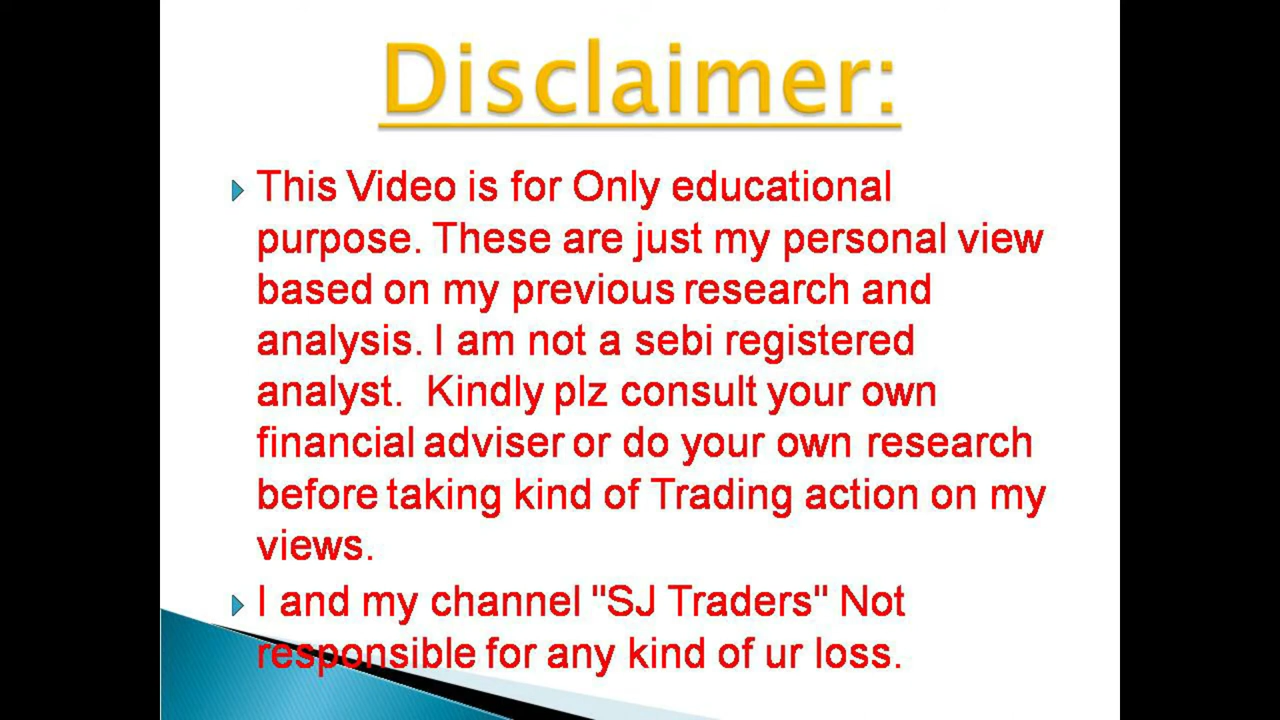 Disclaimer:
This Video is for Only educational
purpose. These are just my personal view
based on my previous research and
analysis. I am not a sebi registered
analyst.  Kindly plz consult your own
financial adviser or do your own research
before taking kind of Trading action on my
views.
I and my channel "SJ Traders" Not
responsible for any kind of ur loss.